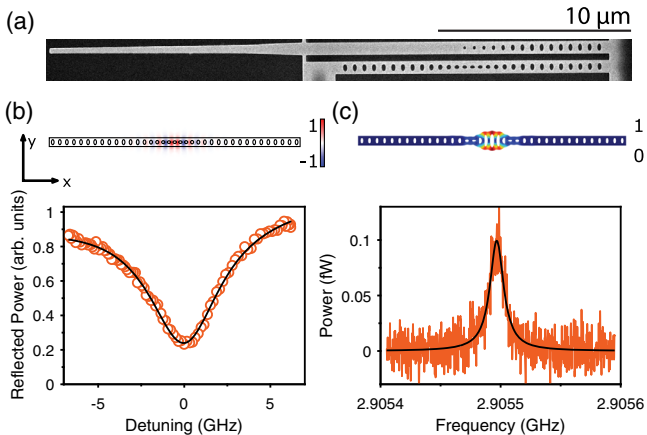 (a)
10 μm
(b)
(c)
y
x
1
-1
1
0
Reflected Power (arb. units)
1
0.8
0.6
0.4
0.2
0
-5
0
5
Detuning (GHz)
Power (fW)
0.1
0.05
0
2.9054
2.9055
2.9056
Frequency (GHz)